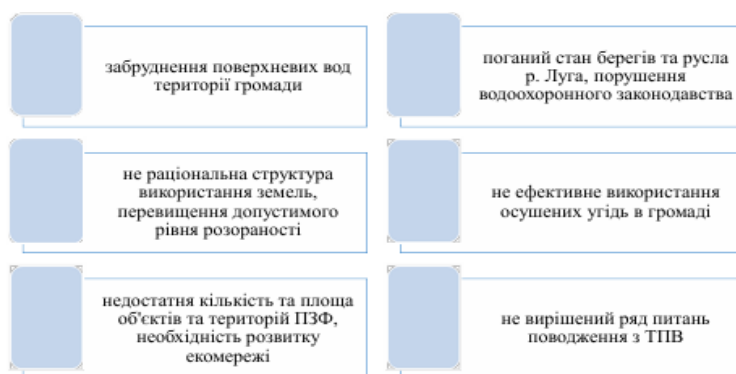 забруднення поверхневих вод
території громади
поганий стан берегів та русла
р. Луга, порушення
водоохоронного законодавства
не раціональна структура
використання земель,
перевищення допустимого
рівня розораності
не ефективне використання
осушених угідь в громаді
недостатня кількість та площа
об'єктів та територій ПЗФ,
необхідність розвитку
екомережі
не вирішений ряд питань
поводження з ТПВ